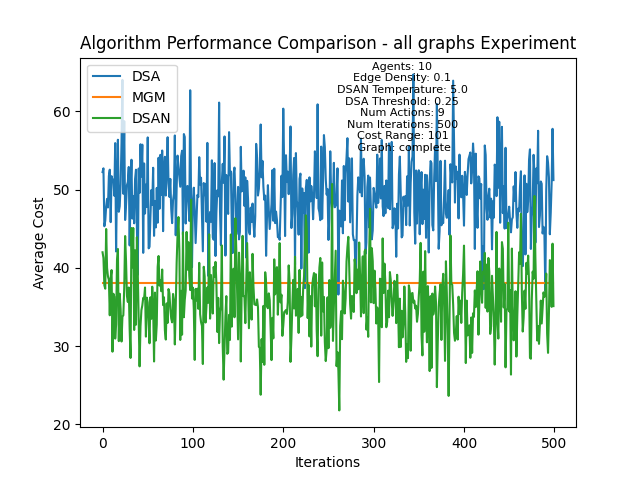 Algorithm Performance Comparison - all graphs Experiment
DSA
MGM
DSAN
Agents: 10
Edge Density: 0.1
DSAN Temperature: 5.0
DSA Threshold: 0.25
Num Actions: 9
Num Iterations: 500
Cost Range: 101
Graph: complete
Average Cost
60
50
40
30
20
0
100
200
300
400
500
Iterations